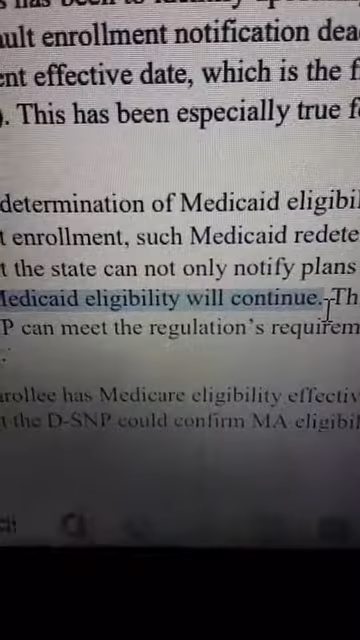 ault enrollment notification dea
ent effective date, which is the f
). This has been especially true f
determination of Medicaid eligibil
t enrollment, such Medicaid redete
t the state can not only notify plans
Medicaid eligibility will continue. Th
P can meet the regulation's requirem
arollee has Medicare eligibility effectiv
t the D-SNP could confirm MA eligibil